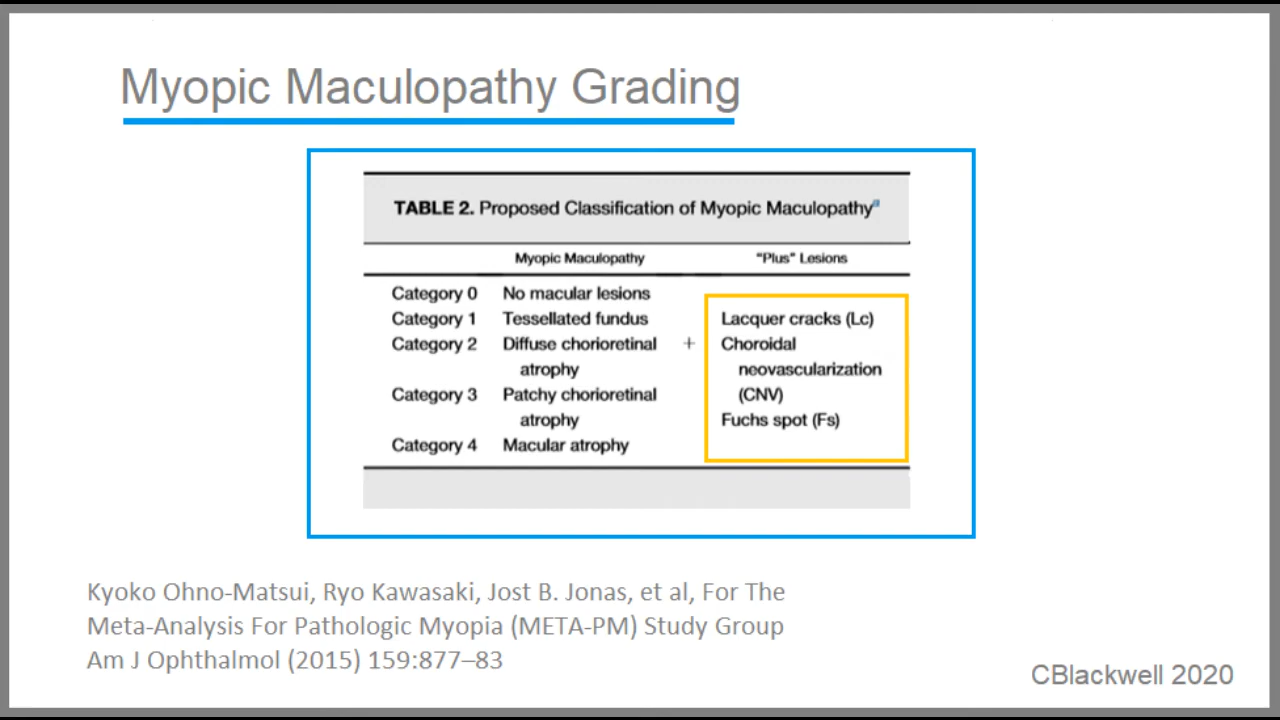 Myopic Maculopathy Grading
TABLE 2. Proposed Classification of Myopic Maculopathyª
Myopic Maculopathy "Plus" Lesions
Category 0 No macular lesions
Category 1 Tessellated fundus Lacquer cracks (Lc)
Category 2 Diffuse chorioretinal + Choroidal
atrophy neovascularization
Category 3 Patchy chorioretinal (CNV)
atrophy Fuchs spot (Fs)
Category 4 Macular atrophy
Kyoko Ohno-Matsui, Ryo Kawasaki, Jost B. Jonas, et al, For The
Meta-Analysis For Pathologic Myopia (META-PM) Study Group
Am J Ophthalmol (2015) 159:877–83
CBlackwell 2020